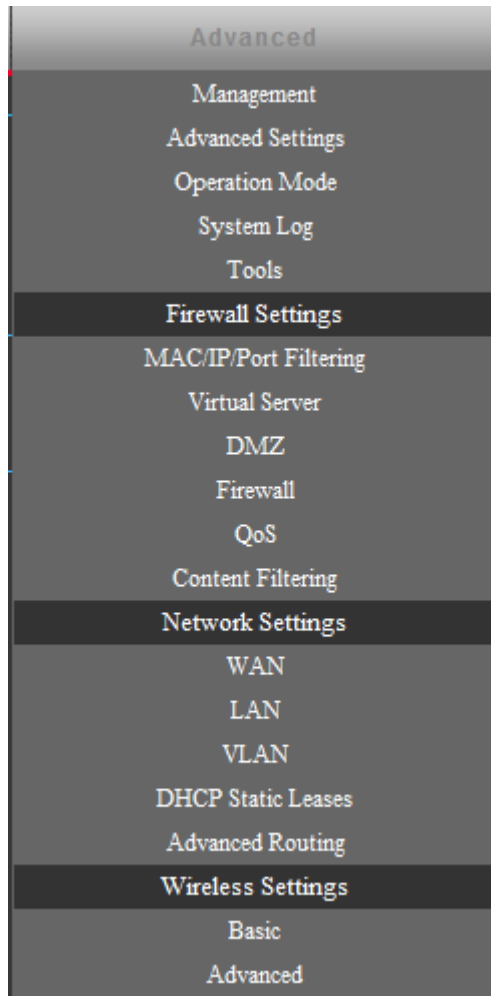 Advanced
Management
Advanced Settings
Operation Mode
System Log
Tools
Firewall Settings
MAC/IP/Port Filtering
Virtual Server
DMZ
Firewall
QoS
Content Filtering
Network Settings
WAN
LAN
VLAN
DHCP Static Leases
Advanced Routing
Wireless Settings
Basic
Advanced